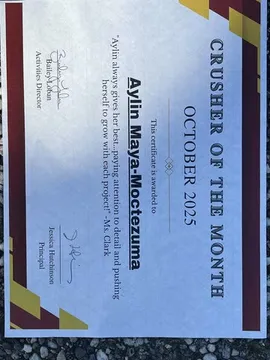 CRUSHER OF THE MONTH
OCTOBER 2025
This certificate is awarded to
Aylin Maya-Moctezuma
"Aylin always gives her best...paying attention to detail and pushing
herself to grow with each project!" -Ms. Clark
Bailey Loban
Activities Director
Jessica Hutchinson
Principal